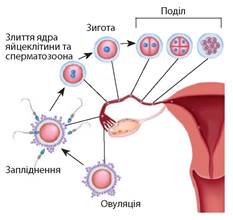 Поділ
Зигота
Злиття ядра
яйцеклітини та
сперматозоона
Запліднення
Овуляція